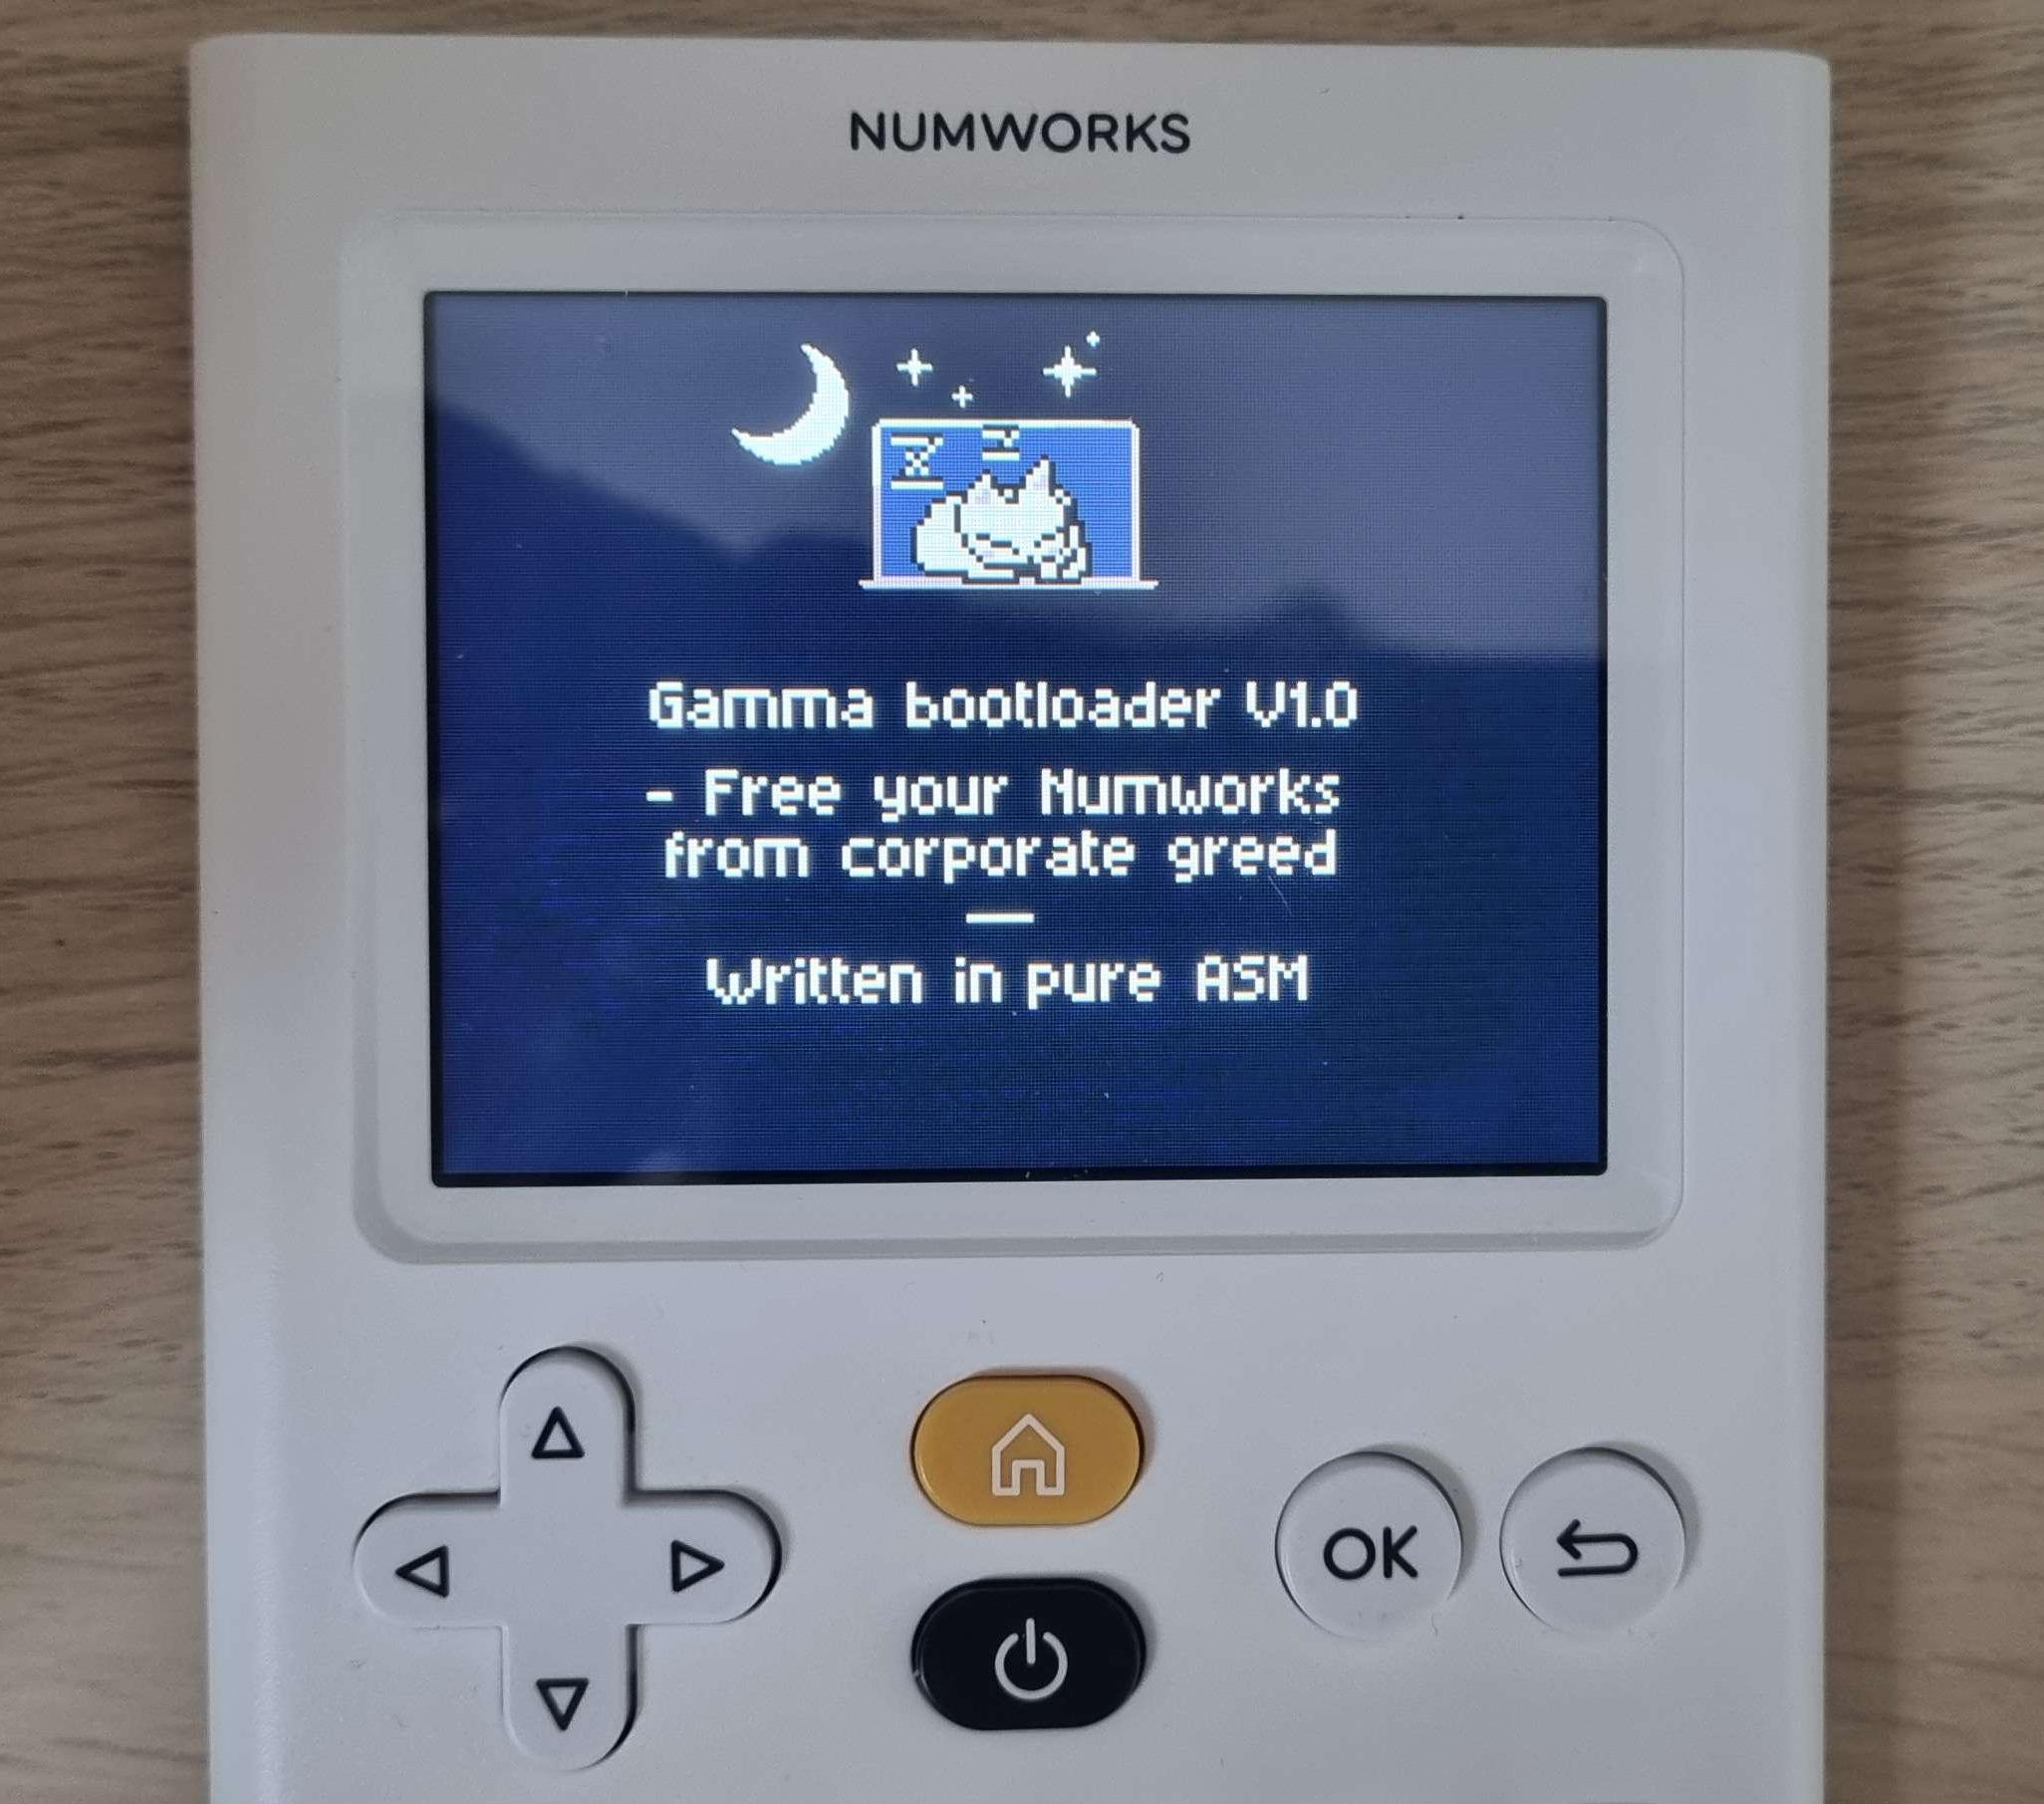 NUMWORKS
Z Z
Gamma bootloader V1.0
- Free your Numworks
from corporate greed
—
Written in pure ASM
OK